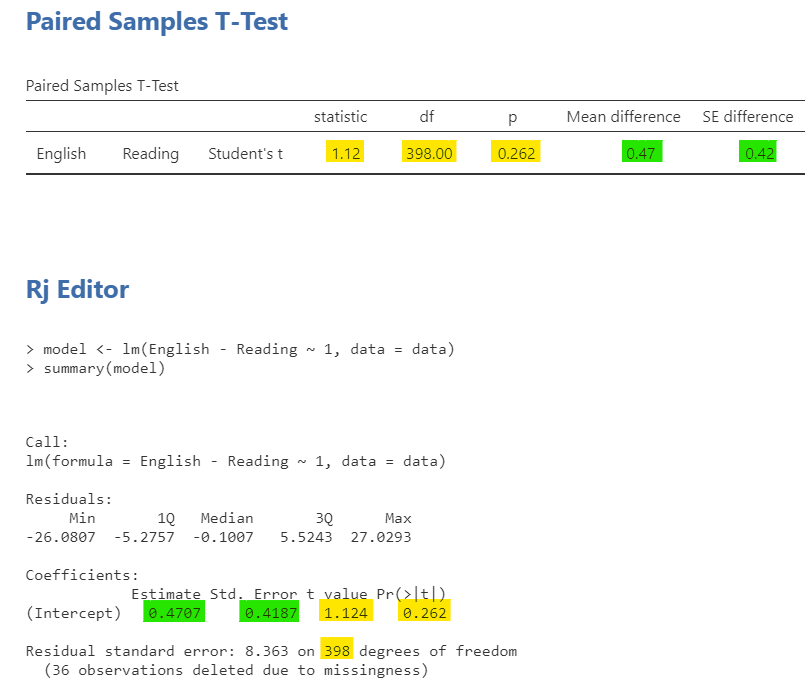 Paired Samples T-Test
Paired Samples T-Test
statistic df p Mean difference SE difference
English Reading Student's t 1.12 398.00 0.262 0.47 0.42
Rj Editor
> model <- lm(English - Reading ~ 1, data = data)
> summary(model)
Call:
lm(formula = English - Reading ~ 1, data = data)
Residuals:
Min 1Q Median 3Q Max
-26.0807 -5.2757 -0.1007 5.5243 27.0293
Coefficients:
Estimate Std. Error t value Pr(>|t|)
(Intercept) 0.4707 0.4187 1.124 0.262
Residual standard error: 8.363 on 398 degrees of freedom
(36 observations deleted due to missingness)